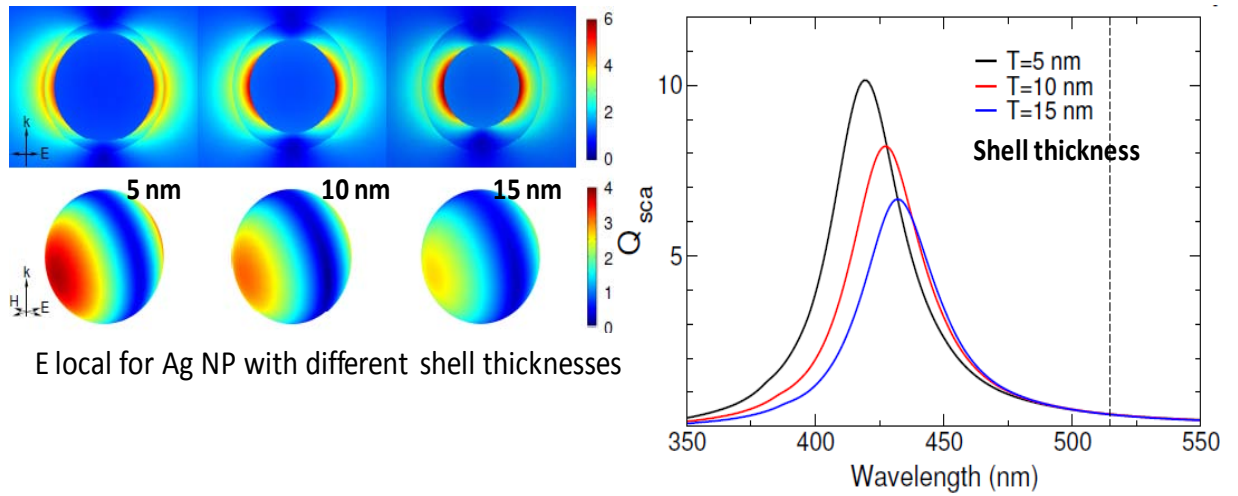 6
4
2
0
k
E
5 nm
10 nm
15 nm
4
3
2
1
0
k
H
E
E local for Ag NP with different shell thicknesses
10
5
Q sca
T=5 nm
T=10 nm
T=15 nm
Shell thickness
350
400
450
500
550
Wavelength (nm)